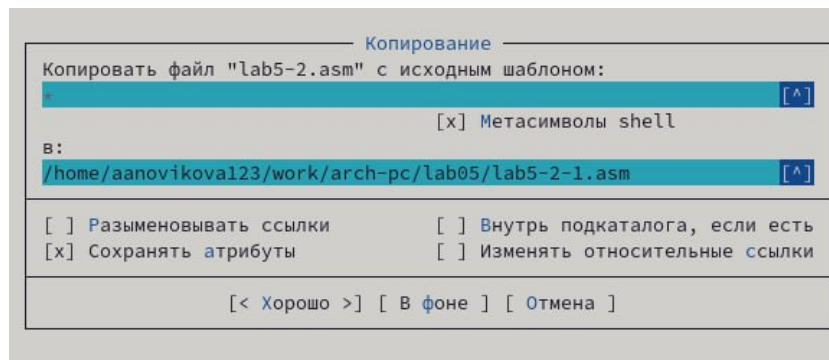 Копирование
Копировать файл "lab5-2.asm" с исходным шаблоном:
* [^]
[x] Метасимволы shell
в:
/home/aanovikova123/work/arch-pc/lab05/lab5-2-1.asm [^]
[ ] Разыменовывать ссылки [ ] Внутрь подкаталога, если есть
[x] Сохранять атрибуты [ ] Изменять относительные ссылки
[< Хорошо >] [ В фоне ] [ Отмена ]